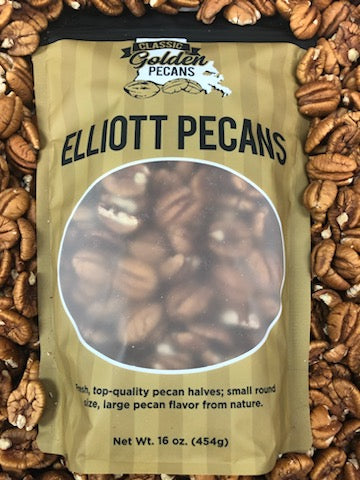 CLASSIC
Golden
PECANS
ELLIOTT PECANS
Fresh, top-quality pecan halves; small round
size, large pecan flavor from nature.
Net Wt. 16 oz. (454g)